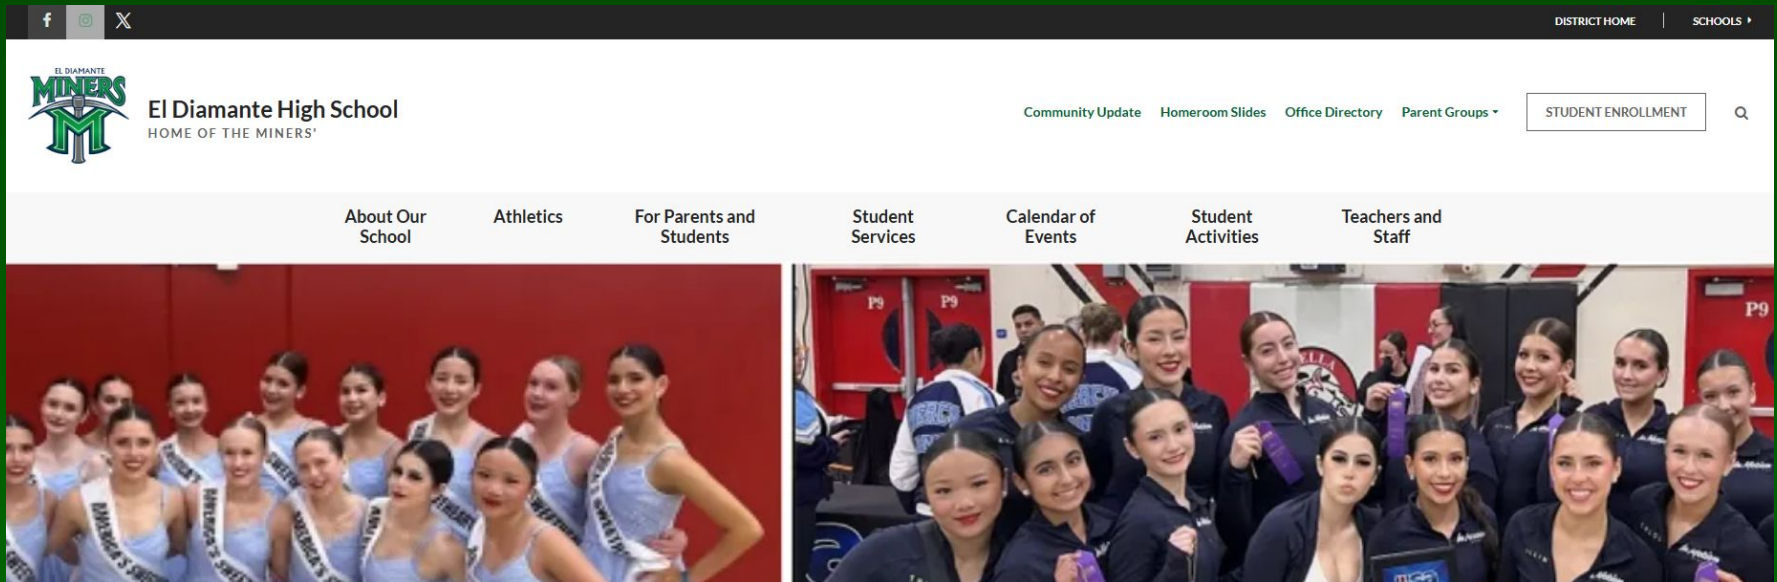 f
X
DISTRICT HOME
SCHOOLS
EL DIAMANTE
MINERS
M
El Diamante High School
HOME OF THE MINERS'
Community Update
Homeroom Slides
Office Directory
Parent Groups
STUDENT ENROLLMENT
About Our
School
Athletics
For Parents and
Students
Student
Services
Calendar of
Events
Student
Activities
Teachers and
Staff
P9
P9
P9
ELLA